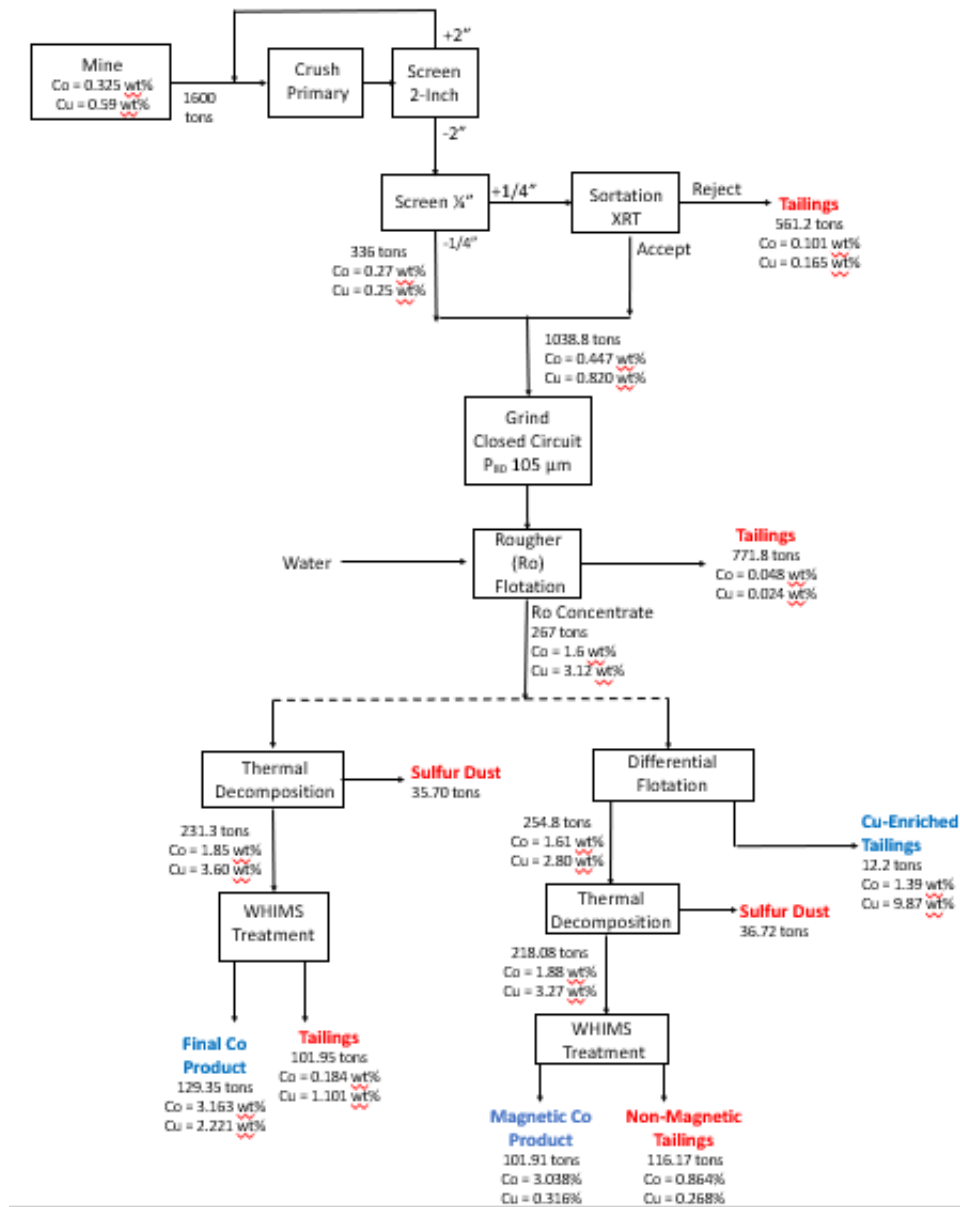 +2"
Mine
Co = 0.325 wt%
Cu = 0.59 wt%
1600
tons
Crush
Primary
Screen
2-Inch
-2"
Screen ¼"
+1/4"
Sortation
XRT
Reject
Tailings
561.2 tons
Co = 0.101 wt%
Cu = 0.165 wt%
-1/4"
336 tons
Co = 0.27 wt%
Cu = 0.25 wt%
Accept
1038.8 tons
Co = 0.447 wt%
Cu = 0.820 wt%
Grind
Closed Circuit
P₈₀ 105 µm
Water
Rougher
(Ro)
Flotation
Tailings
771.8 tons
Co = 0.048 wt%
Cu = 0.024 wt%
Ro Concentrate
267 tons
Co = 1.6 wt%
Cu = 3.12 wt%
Thermal
Decomposition
Sulfur Dust
35.70 tons
231.3 tons
Co = 1.85 wt%
Cu = 3.60 wt%
WHIMS
Treatment
Final Co
Product
129.35 tons
Co = 3.163 wt%
Cu = 2.221 wt%
Tailings
101.95 tons
Co = 0.184 wt%
Cu = 1.101 wt%
Differential
Flotation
254.8 tons
Co = 1.61 wt%
Cu = 2.80 wt%
Cu-Enriched
Tailings
12.2 tons
Co = 1.39 wt%
Cu = 9.87 wt%
Thermal
Decomposition
Sulfur Dust
36.72 tons
218.08 tons
Co = 1.88 wt%
Cu = 3.27 wt%
WHIMS
Treatment
Magnetic Co
Product
101.91 tons
Co = 3.038%
Cu = 0.316%
Non-Magnetic
Tailings
116.17 tons
Co = 0.864%
Cu = 0.268%